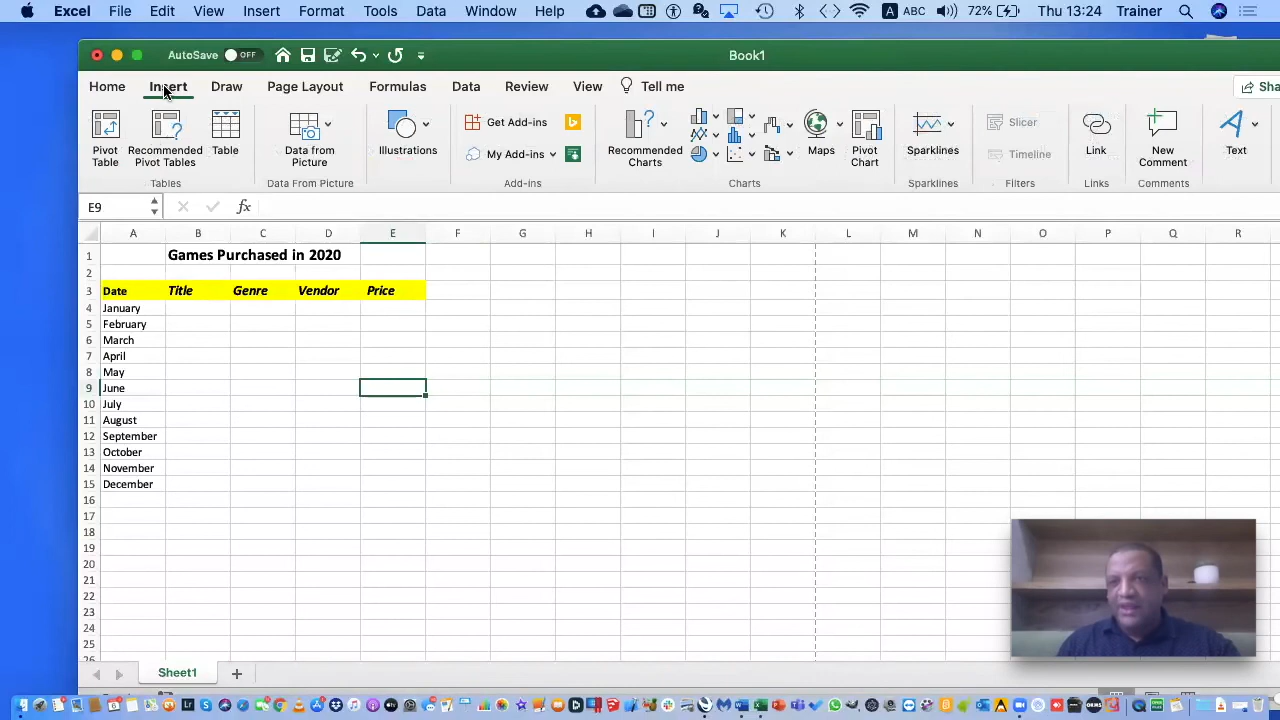 Excel File Edit View Insert Format Tools Data Window Help A ABC 72% Thu 13:24 Trainer
AutoSave OFF Book1
Home Insert Draw Page Layout Formulas Data Review View Tell me Sha
Pivot Table
Recommended Pivot Tables
Table
Tables
Data from Picture
Data From Picture
Illustrations
Get Add-ins
My Add-ins
Add-ins
Recommended Charts
Maps
Pivot Chart
Charts
Sparklines
Sparklines
Slicer
Timeline
Filters
Link
Links
New Comment
Comments
Text
E9 fx
A B C D E F G H I J K L M N O P Q R
1 Games Purchased in 2020
2
3 Date Title Genre Vendor Price
4 January
5 February
6 March
7 April
8 May
9 June
10 July
11 August
12 September
13 October
14 November
15 December
16
17
18
19
20
21
22
23
24
25
26
Sheet1